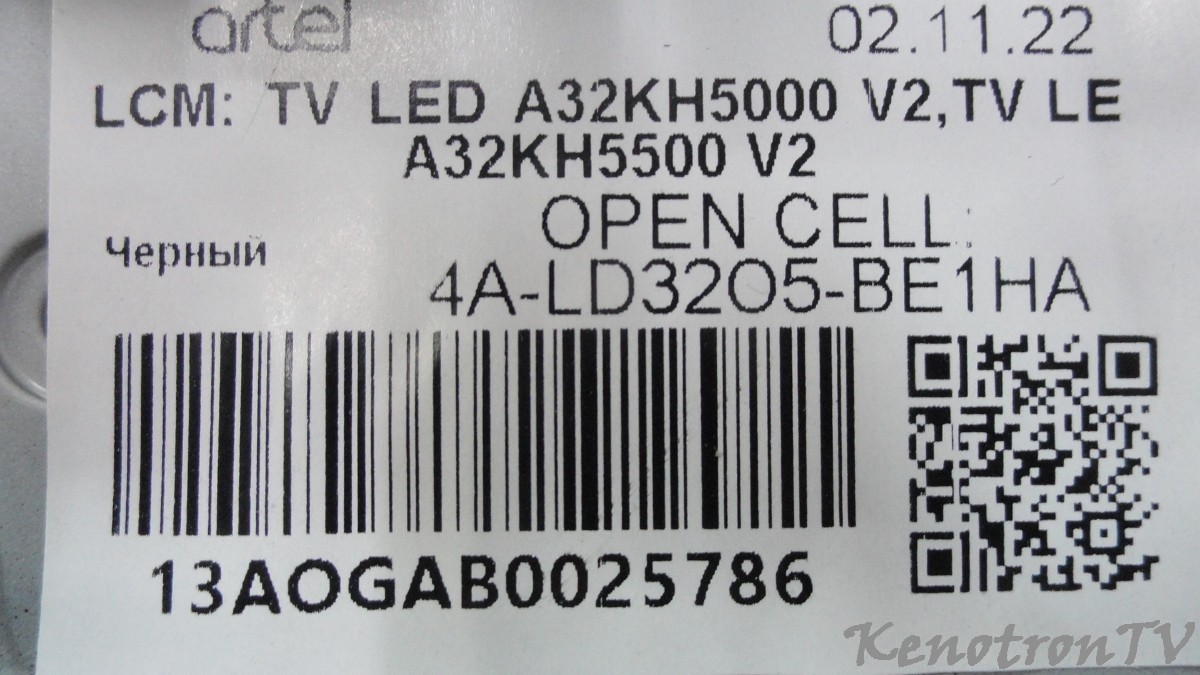 artel
02.11.22
LCM: TV LED A32KH5000 V2,TV LE
A32KH5500 V2
OPEN CELL:
Черный
4A-LD32O5-BE1HA
13AOGAB0025786
KenotronTV